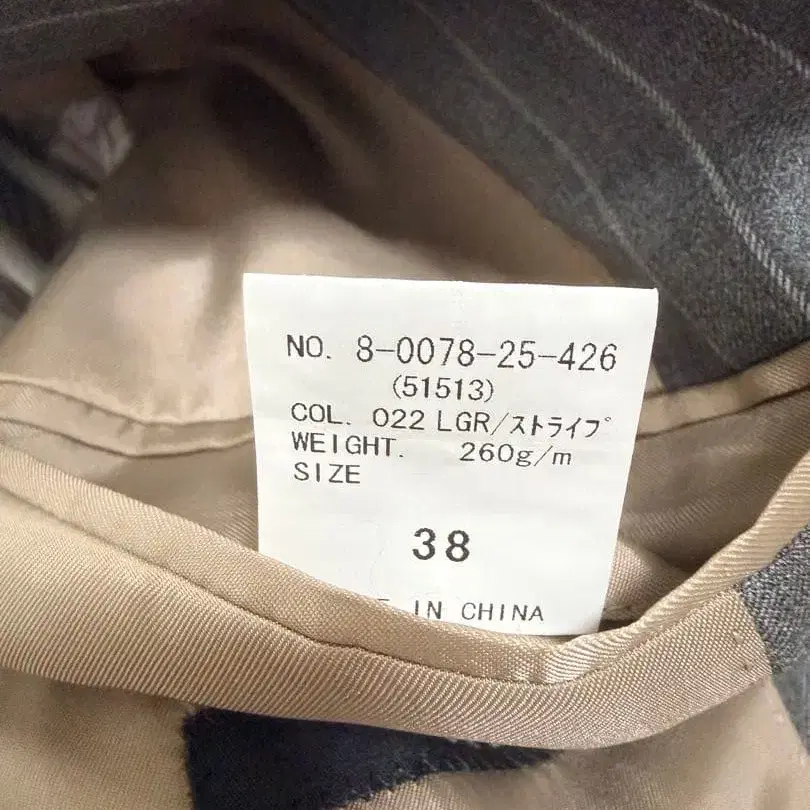 NO. 8-0078-25-426
(51513)
COL. 022 LGR/ストライプ
WEIGHT. 260g/m
SIZE
38
IN CHINA